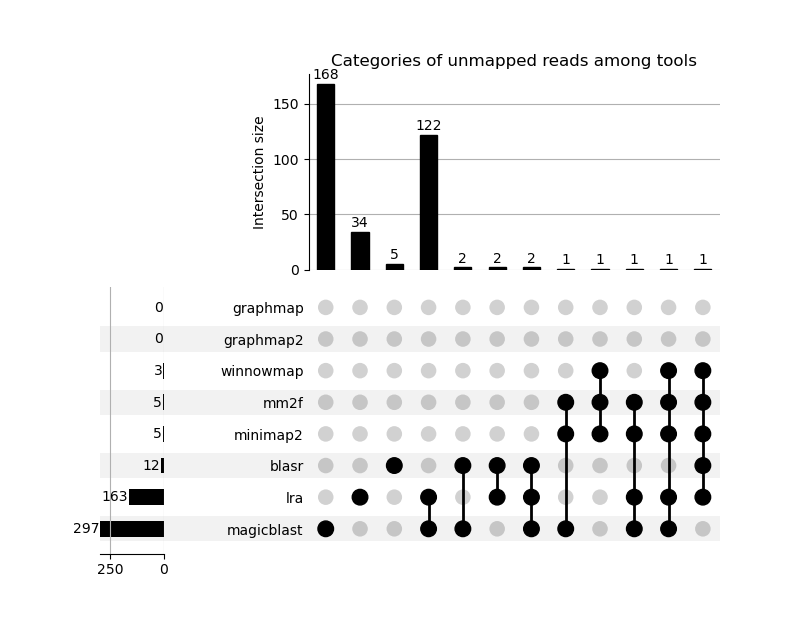 Categories of unmapped reads among tools
168
150
122
Intersection size
100
50
34
5
2
2
2
1
1
1
1
1
0
0 graphmap
0 graphmap2
3 winnowmap
5 mm2f
5 minimap2
12 blasr
163 lra
297 magicblast
250 0